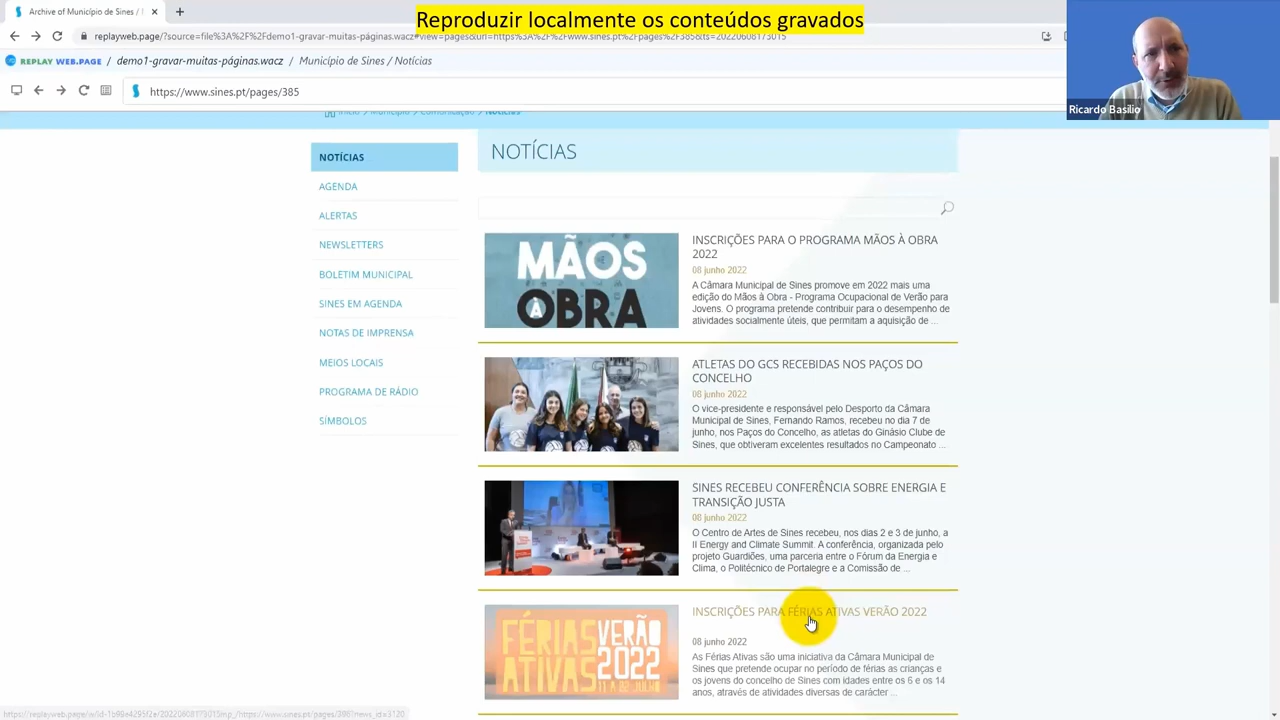 Reproduzir localmente os conteúdos gravados
Archive of Município de Sines /
replayweb.page/?source=file%3A%2F%2Fdemo1-gravar-muitas-páginas.wacz#view=pages&url=https%3A%2F%2Fwww.sines.pt%2Fpages%2F385&ts=20220608173015
REPLAY WEB.PAGE / demo1-gravar-muitas-páginas.wacz / Município de Sines / Notícias
https://www.sines.pt/pages/385
Ricardo Basílio
Início > Município > Comunicação > Notícias
NOTÍCIAS
AGENDA
ALERTAS
NEWSLETTERS
BOLETIM MUNICIPAL
SINES EM AGENDA
NOTAS DE IMPRENSA
MEIOS LOCAIS
PROGRAMA DE RÁDIO
SÍMBOLOS
NOTÍCIAS
MÃOS
À
OBRA
INSCRIÇÕES PARA O PROGRAMA MÃOS À OBRA
2022
08 junho 2022
A Câmara Municipal de Sines promove em 2022 mais uma
edição do Mãos à Obra - Programa Ocupacional de Verão para
Jovens. O programa pretende contribuir para o desempenho de
atividades socialmente úteis, que permitam a aquisição de ...
ATLETAS DO GCS RECEBIDAS NOS PAÇOS DO
CONCELHO
08 junho 2022
O vice-presidente e responsável pelo Desporto da Câmara
Municipal de Sines, Fernando Ramos, recebeu no dia 7 de
junho, nos Paços do Concelho, as atletas do Ginásio Clube de
Sines, que obtiveram excelentes resultados no Campeonato ...
SINES RECEBEU CONFERÊNCIA SOBRE ENERGIA E
TRANSIÇÃO JUSTA
08 junho 2022
O Centro de Artes de Sines recebeu, nos dias 2 e 3 de junho, a
II Energy and Climate Summit. A conferência, organizada pelo
projeto Guardiões, uma parceria entre o Fórum da Energia e
Clima, o Politécnico de Portalegre e a Comissão de ...
FÉRIAS VERÃO
ATIVAS 2022
11 A 22 JULHO
INSCRIÇÕES PARA FÉRIAS ATIVAS VERÃO 2022
08 junho 2022
As Férias Ativas são uma iniciativa da Câmara Municipal de
Sines que pretende ocupar no período de férias as crianças e
os jovens do concelho de Sines com idades entre os 6 e os 14
anos, através de atividades diversas de carácter ...